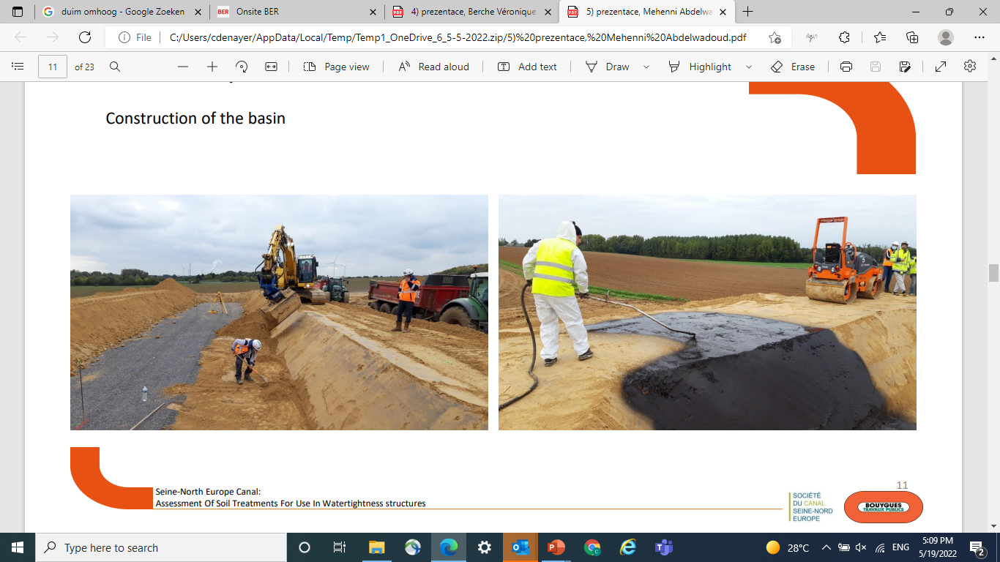 duim omhoog - Google Zoeken
BER
Onsite BER
PDF
4) prezentace, Berche Véronique
PDF
5) prezentace, Mehenni Abdelwa
File
C:/Users/cdenayer/AppData/Local/Temp/Temp1_OneDrive_6_5-5-2022.zip/5)%20prezentace,%20Mehenni%20Abdelwadoud.pdf
11
of 23
Page view
Read aloud
Add text
Draw
Highlight
Erase
Construction of the basin
5
Seine-North Europe Canal:
Assessment Of Soil Treatments For Use In Watertightness structures
11
SOCIÉTÉ
DU CANAL
SEINE-NORD
EUROPE
BOUYGUES
TRAVAUX PUBLICS
Type here to search
28°C
ENG
5:09 PM
5/19/2022
2